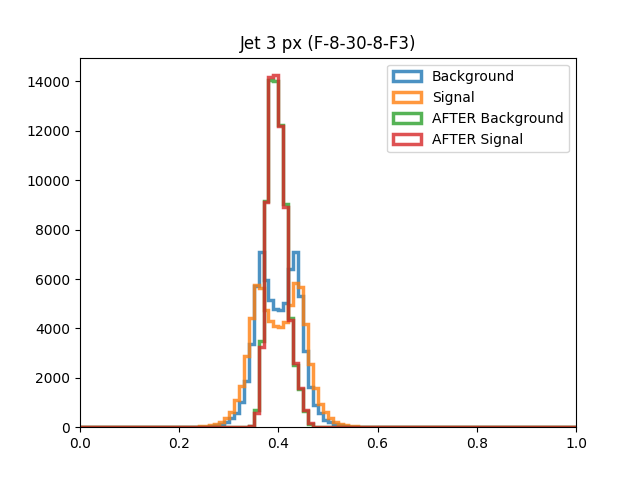 Jet 3 px (F-8-30-8-F3)
Background
Signal
AFTER Background
AFTER Signal
14000
12000
10000
8000
6000
4000
2000
0
0.0 0.2 0.4 0.6 0.8 1.0